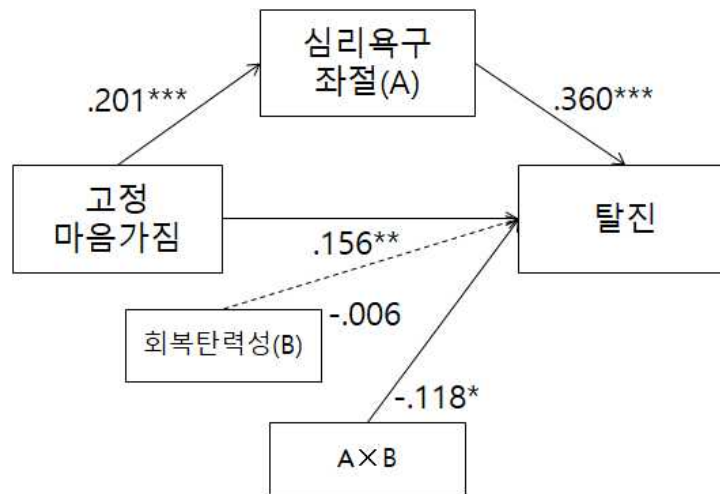 심리욕구
좌절(A)
.201***
.360***
고정
마음가짐
탈진
.156**
-.006
회복탄력성(B)
-.118*
A×B